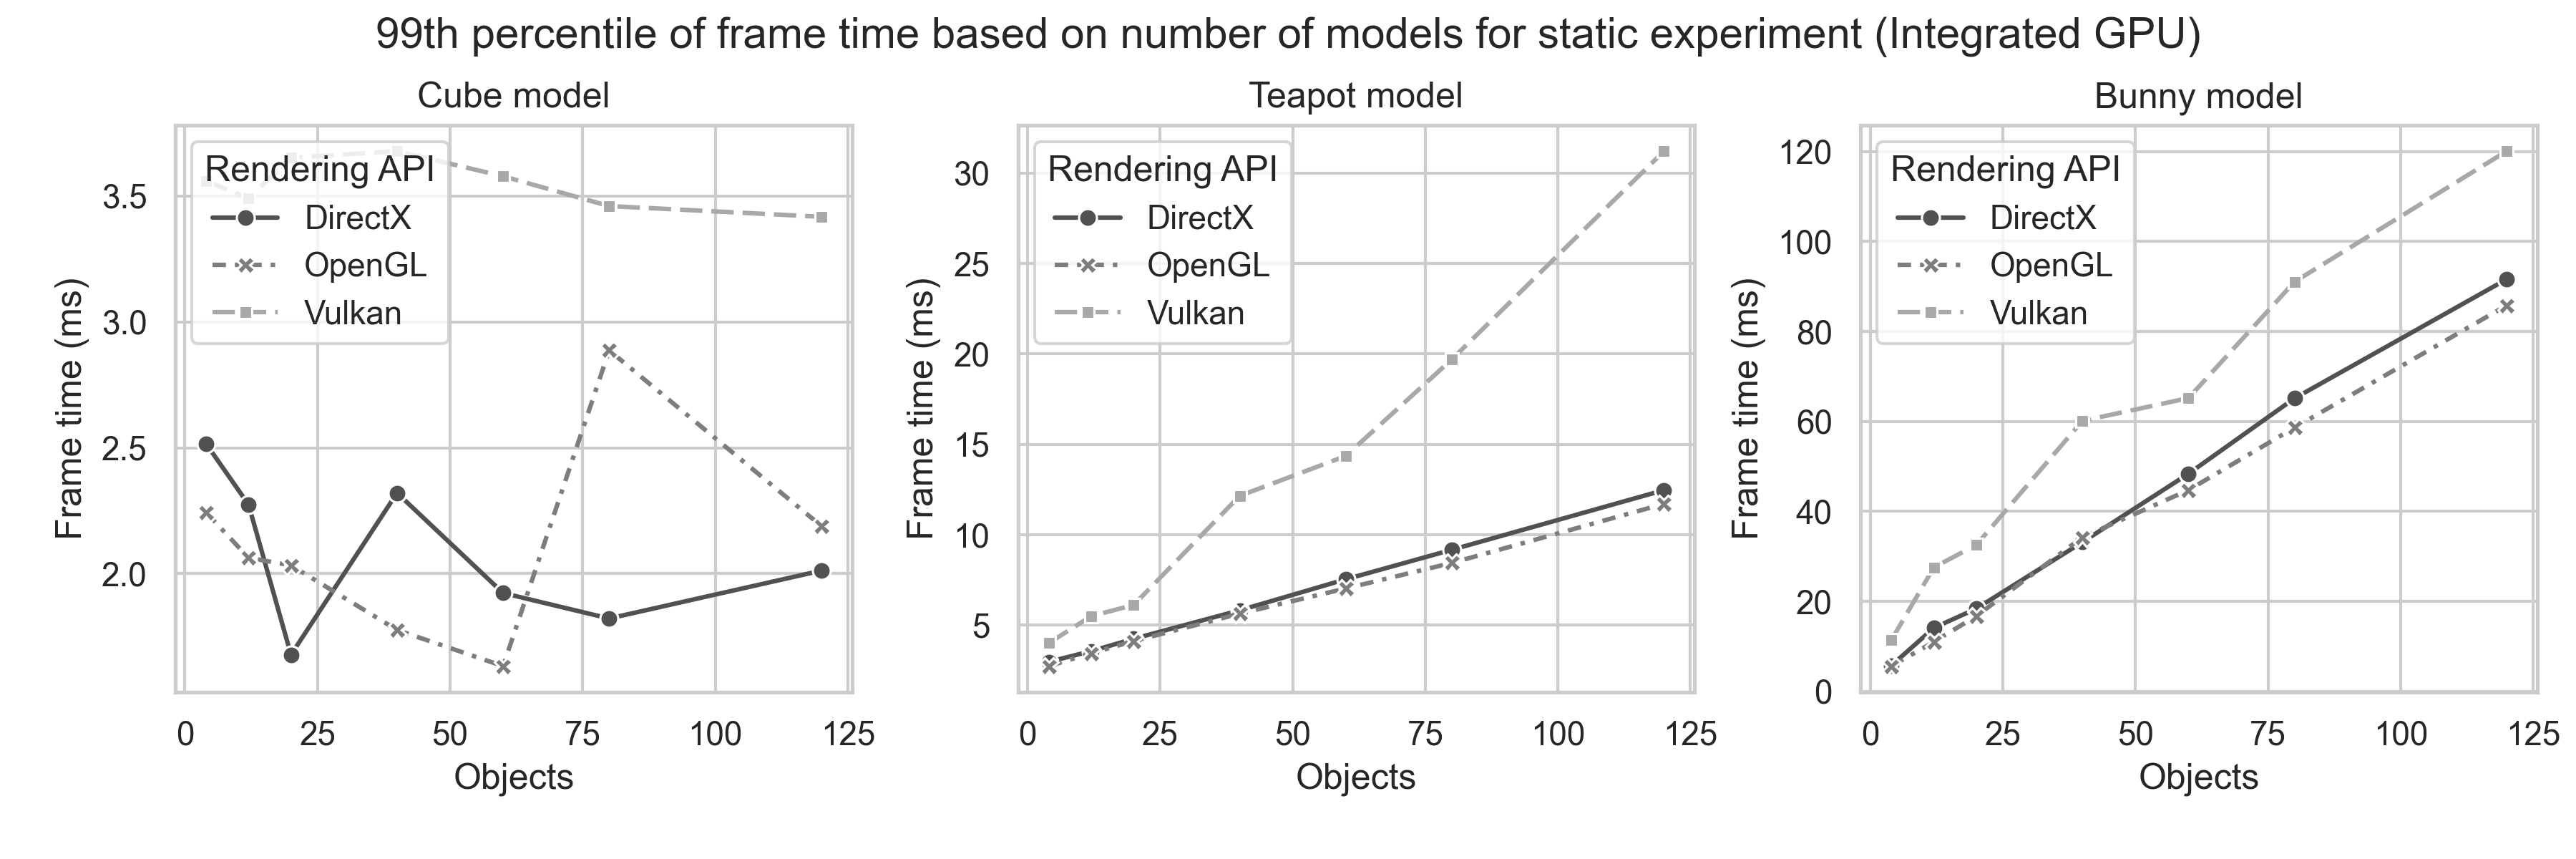 99th percentile of frame time based on number of models for static experiment (Integrated GPU)
Cube model
Frame time (ms)
3.5
3.0
2.5
2.0
Rendering API
DirectX
OpenGL
Vulkan
0 25 50 75 100 125
Objects
Teapot model
Frame time (ms)
30
25
20
15
10
5
Rendering API
DirectX
OpenGL
Vulkan
0 25 50 75 100 125
Objects
Bunny model
Frame time (ms)
120
100
80
60
40
20
0
Rendering API
DirectX
OpenGL
Vulkan
0 25 50 75 100 125
Objects